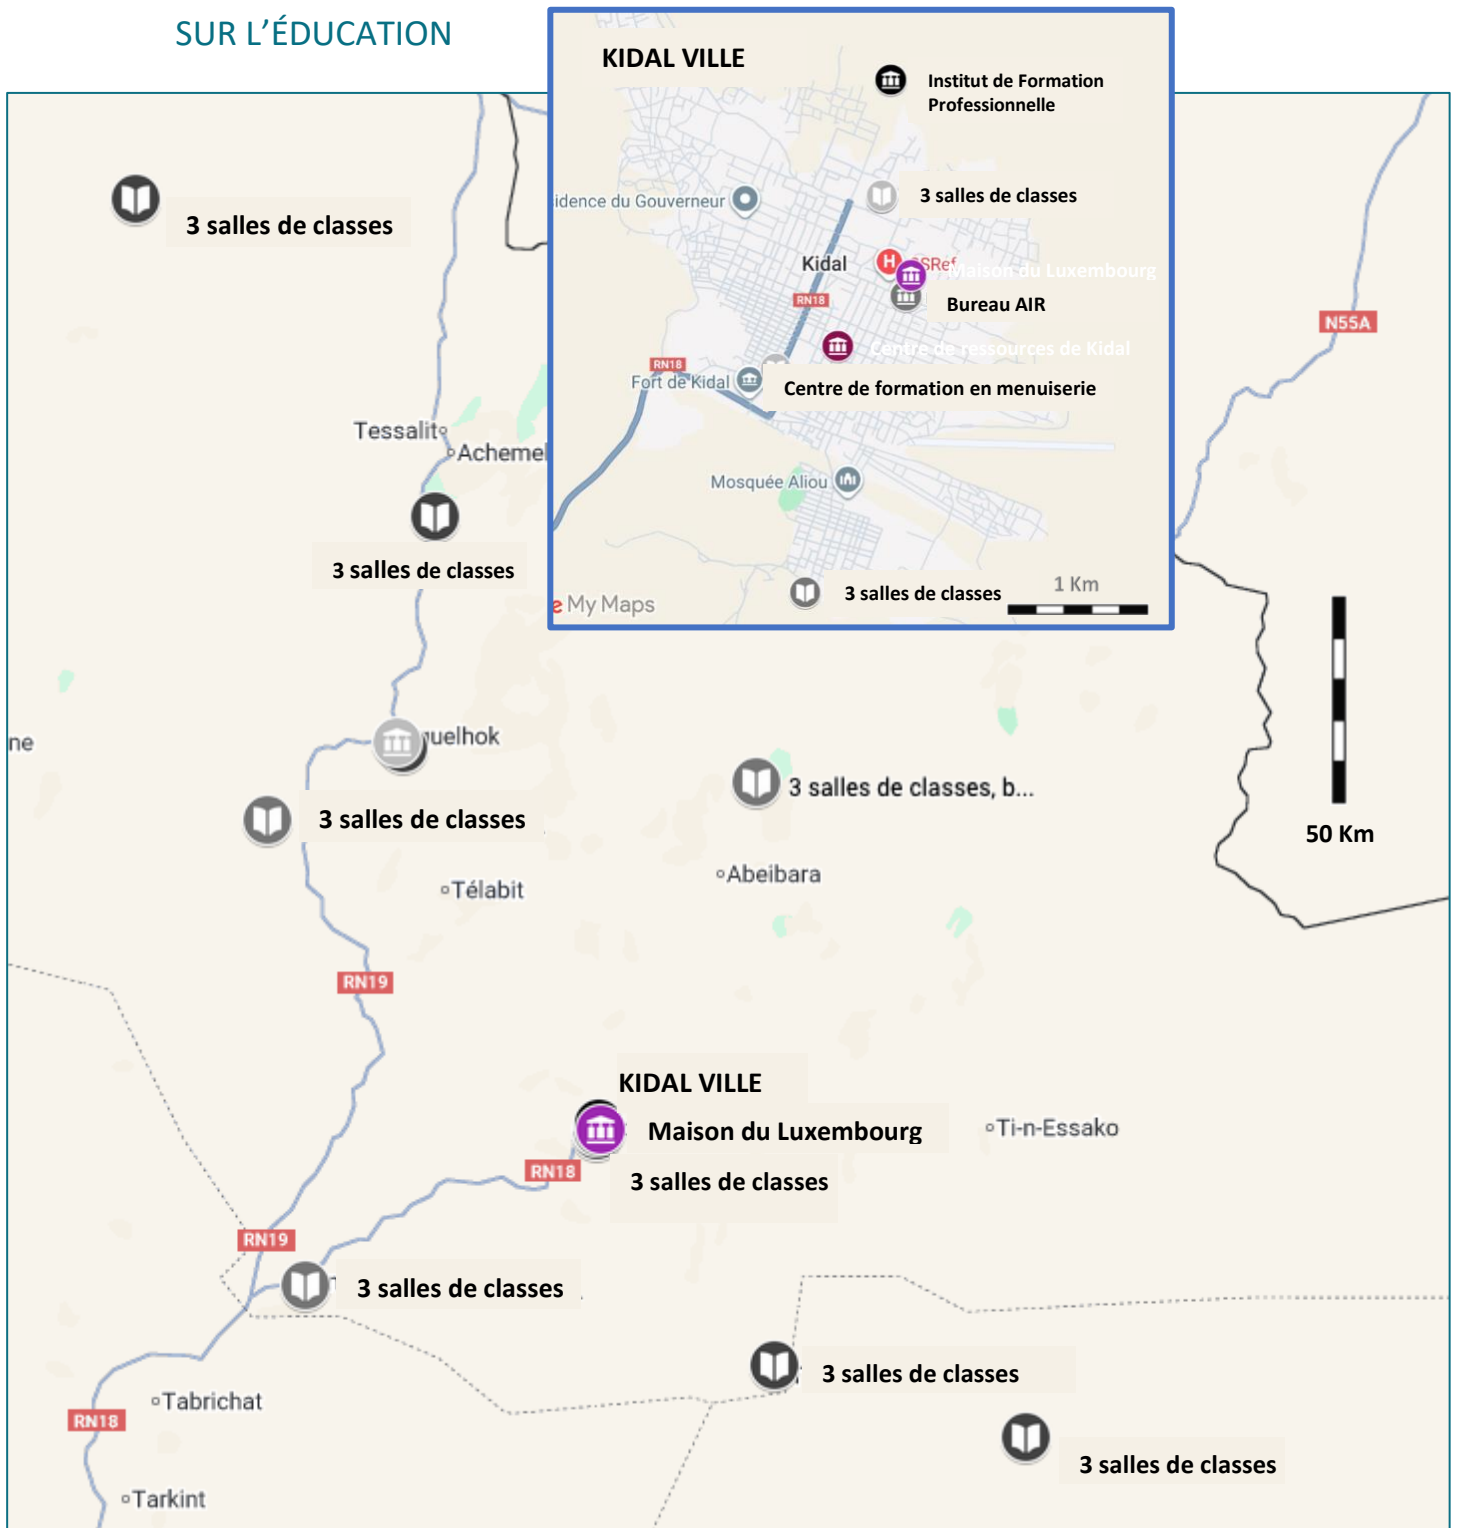 SUR L'ÉDUCATION
KIDAL VILLE
Institut de Formation
Professionnelle
3 salles de classes
idence du Gouverneur
Kidal
H
SRef
Maison du Luxembourg
RN18
Bureau AIR
Centre de ressources de Kidal
RN18
Fort de Kidal
Centre de formation en menuiserie
Mosquée Aliou
3 salles de classes
1 Km
e My Maps
3 salles de classes
N55A
Tessalit
Achemel
3 salles de classes
ne
uelhok
3 salles de classes, b...
3 salles de classes
50 Km
Abeibara
Télabit
RN19
KIDAL VILLE
Maison du Luxembourg
Ti-n-Essako
RN18
3 salles de classes
RN19
3 salles de classes
3 salles de classes
Tabrichat
RN18
3 salles de classes
Tarkint